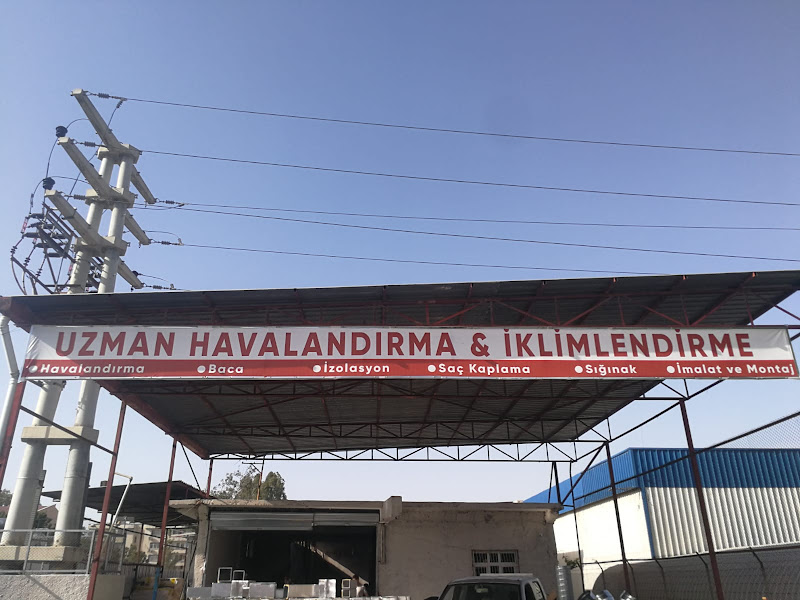 UZMAN HAVALANDIRMA & İKLİMLENDİRME
• Havalandırma • Baca • İzolasyon • Saç Kaplama • Sığınak • İmalat ve Montaj